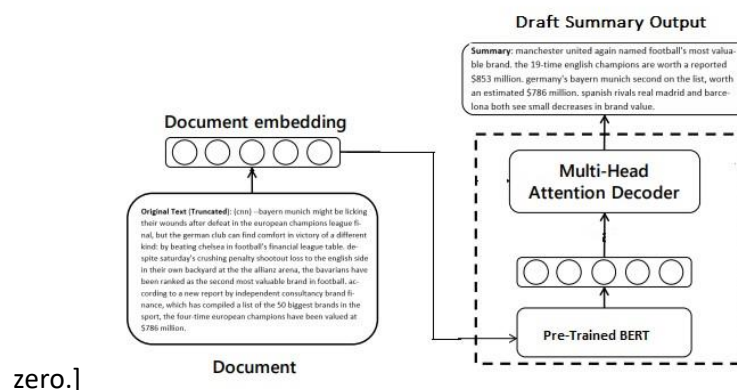 Draft Summary Output
Summary: manchester united again named football's most valua-
ble brand. the 19-time english champions are worth a reported
$853 million. germany's bayern munich second on the list, worth
an estimated $786 million. spanish rivals real madrid and barce-
lona both see small decreases in brand value.
Document embedding
Multi-Head
Attention Decoder
Original Text (Truncated): (cnn) --bayern munich might be licking
their wounds after defeat in the european champions league fi-
nal, but the german club can find comfort in victory of a different
kind: by beating chelsea in football's financial league table. de-
spite saturday's crushing penalty shootout loss to the english side
in their own backyard at the the allianz arena, the bavarians have
been ranked as the second most valuable brand in football. ac-
cording to a new report by independent consultancy brand fi-
nance, which has compiled a list of the 50 biggest brands in the
sport, the four-time european champions have been valued at
$786 million.
Pre-Trained BERT
Document
zero.]